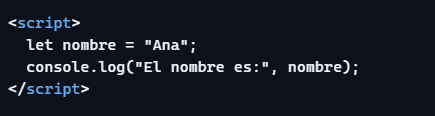 <script>
  let nombre = "Ana";
  console.log("El nombre es:", nombre);
</script>